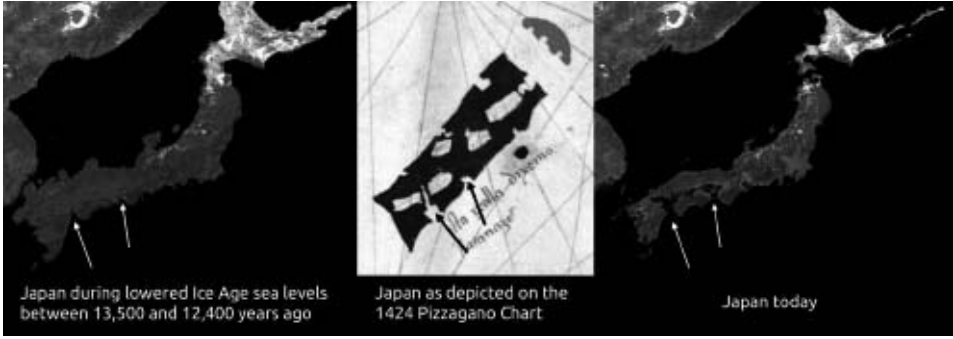 Japan during lowered Ice Age sea levels
between 13,500 and 12,400 years ago
Japan as depicted on the
1424 Pizzagano Chart
Japan today